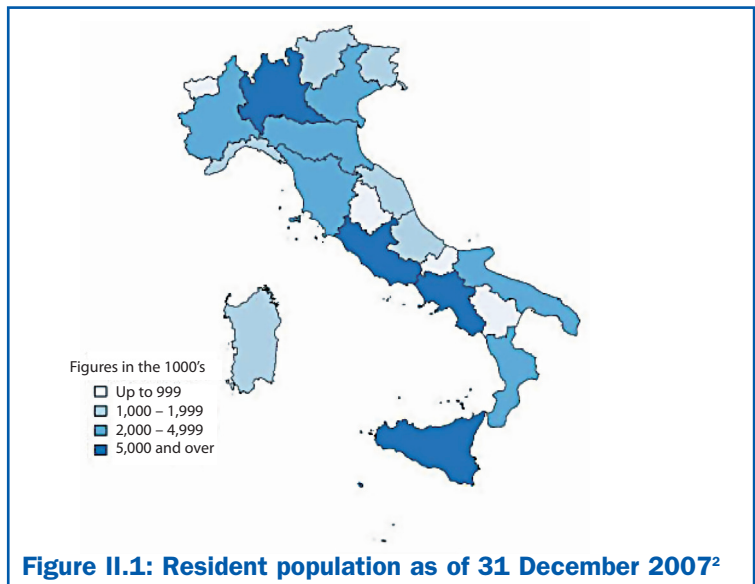 Figures in the 1000's
Up to 999
1,000 – 1,999
2,000 – 4,999
5,000 and over
Figure II.1: Resident population as of 31 December 2007²